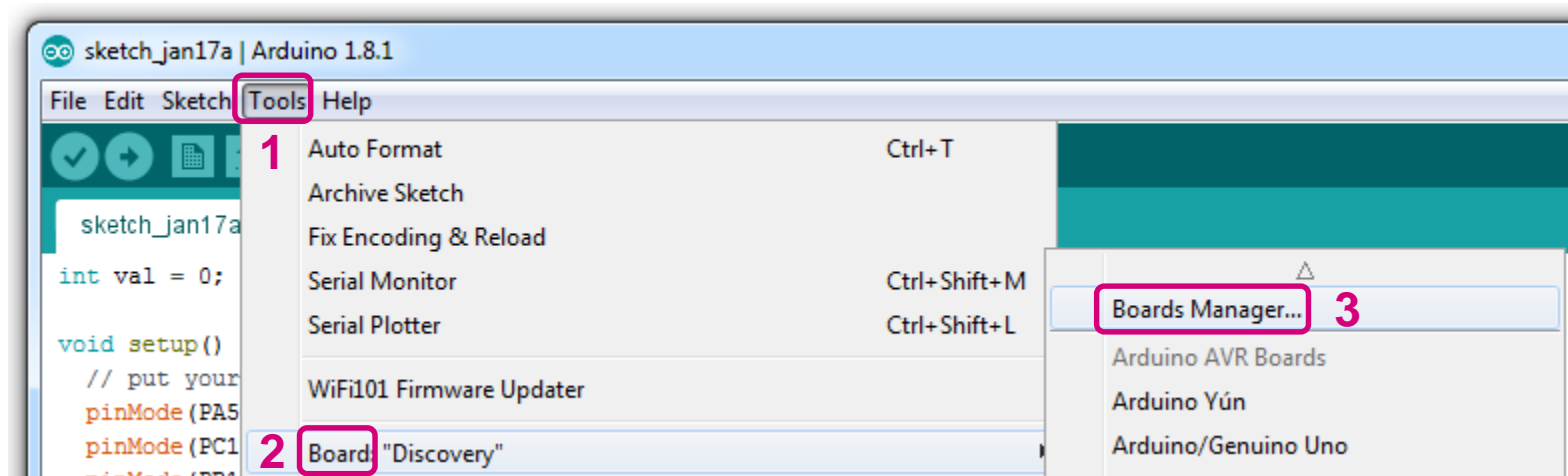 sketch_jan17a | Arduino 1.8.1
File Edit Sketch Tools Help
1
Auto Format Ctrl+T
Archive Sketch
sketch_jan17a
Fix Encoding & Reload
int val = 0;
Serial Monitor Ctrl+Shift+M
Boards Manager... 3
Serial Plotter Ctrl+Shift+L
void setup()
Arduino AVR Boards
// put your
WiFi101 Firmware Updater
Arduino Yún
pinMode(PA5
pinMode(PC1
2 Board: "Discovery"
Arduino/Genuino Uno